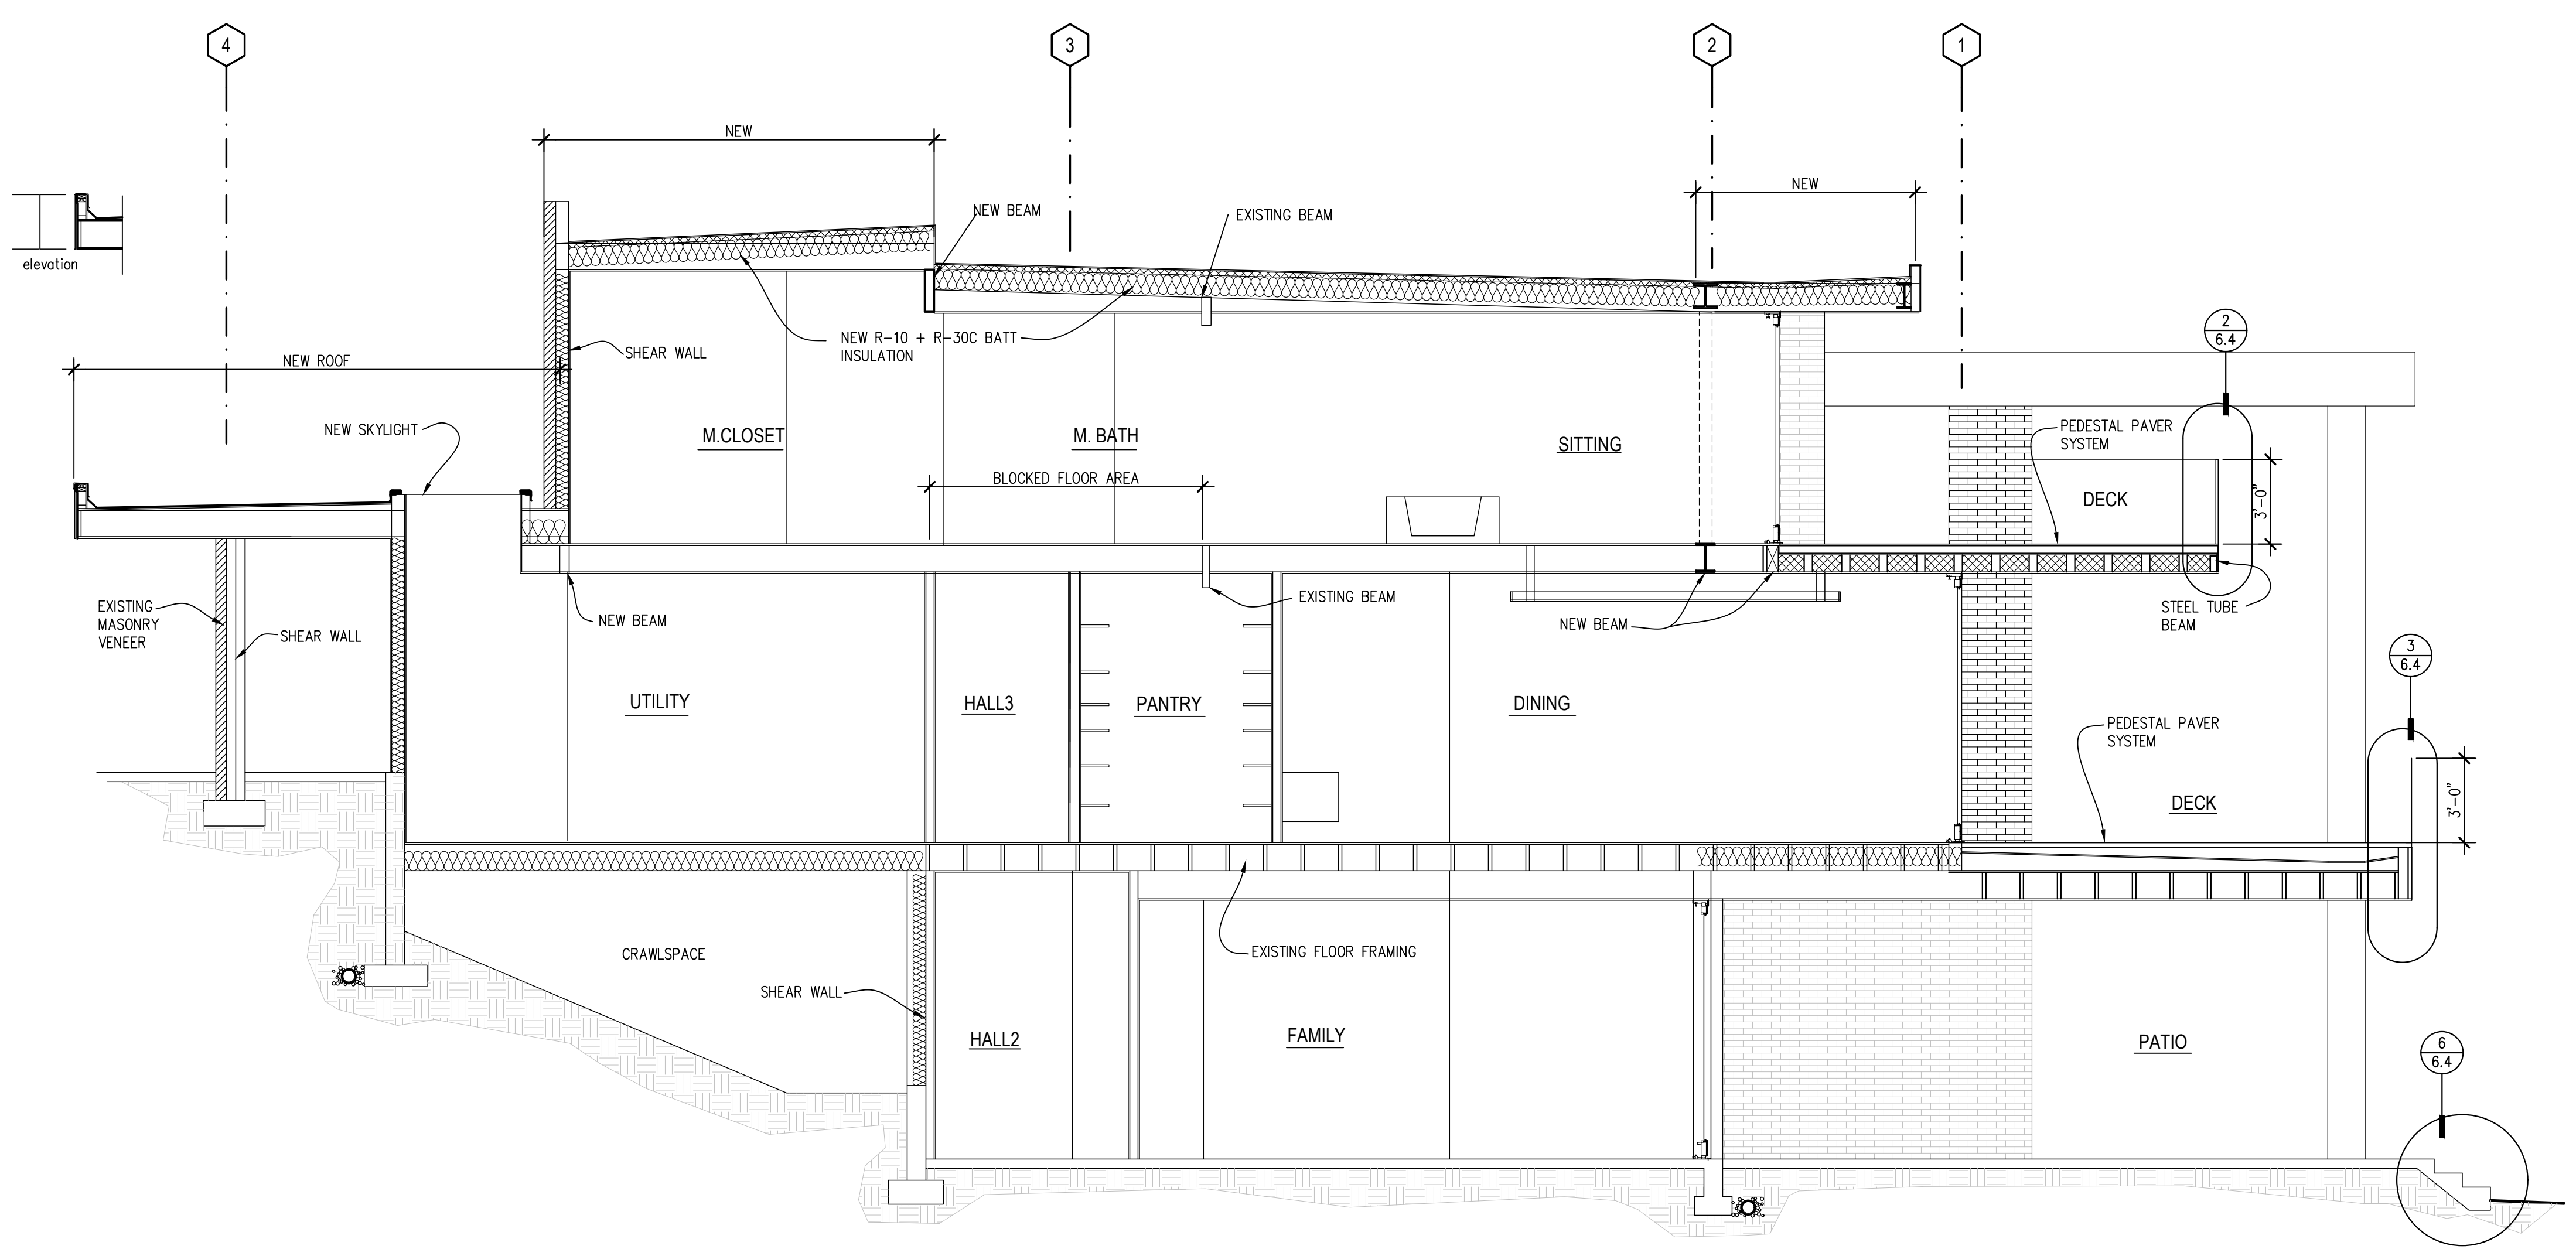 4
3
2
1
NEW
NEW
NEW BEAM
EXISTING BEAM
elevation
2
6.4
NEW R-10 + R-30C BATT
INSULATION
SHEAR WALL
NEW ROOF
NEW SKYLIGHT
M.CLOSET
M. BATH
SITTING
PEDESTAL PAVER
SYSTEM
BLOCKED FLOOR AREA
DECK
3'-0"
EXISTING
MASONRY
VENEER
SHEAR WALL
NEW BEAM
EXISTING BEAM
NEW BEAM
STEEL TUBE
BEAM
3
6.4
UTILITY
HALL3
PANTRY
DINING
PEDESTAL PAVER
SYSTEM
DECK
3'-0"
CRAWLSPACE
EXISTING FLOOR FRAMING
SHEAR WALL
HALL2
FAMILY
PATIO
6
6.4